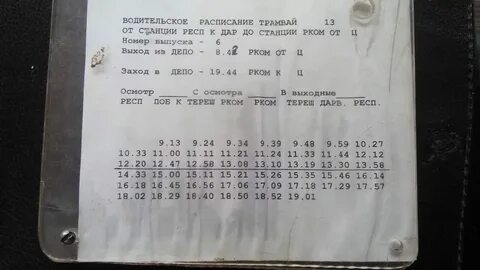 ВОДИТЕЛЬСКОЕ РАСПИСАНИЕ ТРАМВАЙ 13
ОТ СТАНЦИИ РЕСП К ДАР ДО СТАНЦИИ РКОМ ОТ Ц
Номер выпуска - 6
Выход из ДЕПО - 8.42 РКОМ ОТ Ц
Заход в ДЕПО - 19.44 РКОМ К Ц
Осмотр _____ С осмотра _____ В выходные _____
РЕСП ПОБ К ТЕРЕШ РКОМ РКОМ ТЕРЕШ ДАРВ. РЕСП.
9.13 9.24 9.34 9.39 9.48 9.59 10.27
10.33 11.00 11.11 11.21 11.24 11.33 11.44 12.12
12.20 12.47 12.58 13.08 13.10 13.19 13.30 13.58
14.33 15.00 15.11 15.21 15.26 15.35 15.46 16.14
16.18 16.45 16.56 17.06 17.09 17.18 17.29 17.57
18.02 18.29 18.40 18.50 18.52 19.01